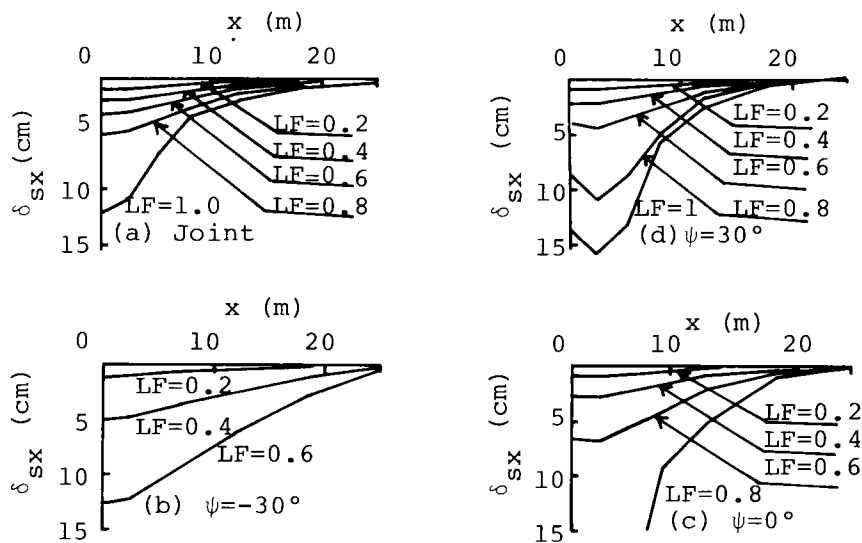 x (m)
0 10 20
δsx (cm)
5
10
15
LF=0.2
LF=0.4
LF=0.6
LF=0.8
LF=1.0
(a) Joint
x (m)
0 10 20
δsx (cm)
5
10
15
LF=0.2
LF=0.4
LF=0.6
LF=0.8
LF=1
(d) ψ=30°
x (m)
0 10 20
δsx (cm)
5
10
15
LF=0.2
LF=0.4
LF=0.6
(b) ψ=-30°
x (m)
0 10 20
δsx (cm)
5
10
15
LF=0.2
LF=0.4
LF=0.6
LF=0.8
(c) ψ=0°